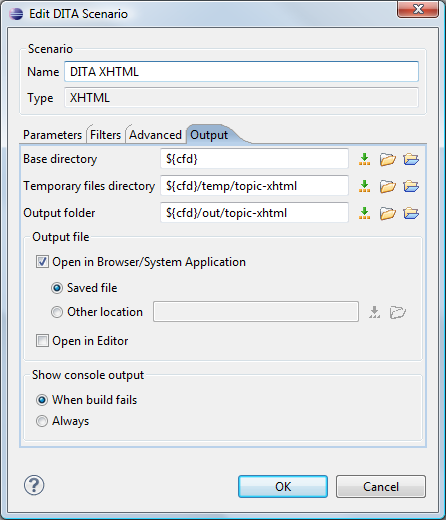 Edit DITA Scenario
Scenario
Name DITA XHTML
Type XHTML
Parameters Filters Advanced Output
Base directory ${cfd}
Temporary files directory ${cfd}/temp/topic-xhtml
Output folder ${cfd}/out/topic-xhtml
Output file
Open in Browser/System Application
Saved file
Other location
Open in Editor
Show console output
When build fails
Always
? OK Cancel